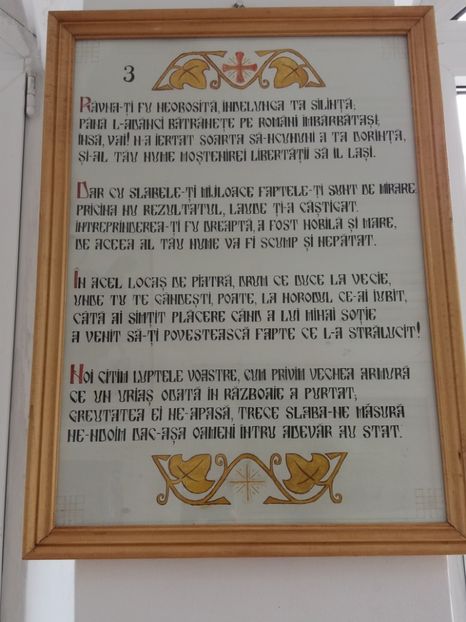 3
Râvna-ți fu neobosită, îndelunga ta silință;
până l-adânci bătrânețe pe români îmbărbătași,
însă, vai! n-a iertat soarta să-ncununi a ta dorință,
și-al tău nume moștenirei libertății să îl lași.
Dar cu slabele-ți mijloace faptele-ți sunt de mirare.
Pricina nu rezultatul, laude ți-a câștigat.
Întreprinderea-ți fu dreaptă, a fost nobilă și mare,
de aceea al tău nume va fi scump și nepătat.
În acel locaș de piatră, drum ce duce la vecie,
unde tu te gândești, poate, la norodul ce-ai iubit,
câtă ai simțit plăcere când a lui Mihai soție
a venit să-ți povestească fapte ce l-a strălucit!
Noi citim luptele voastre, cum privim vechea armură
ce un uriaș odată în războaie a purtat;
greutatea ei ne-apasă, trece slaba-ne măsură
ne-ndoim dac-așa oameni întru adevăr au stat.